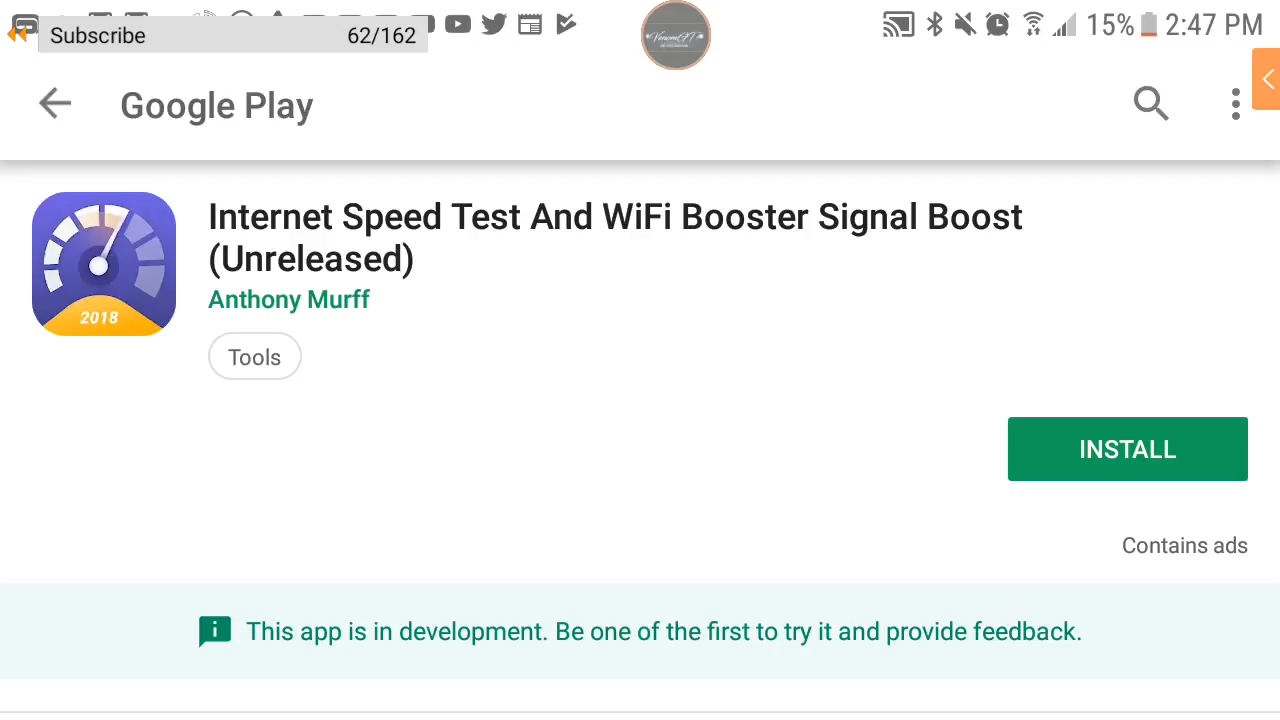 Subscribe 62/162
15% 2:47 PM
Google Play
Internet Speed Test And WiFi Booster Signal Boost
(Unreleased)
Anthony Murff
2018
Tools
INSTALL
Contains ads
This app is in development. Be one of the first to try it and provide feedback.